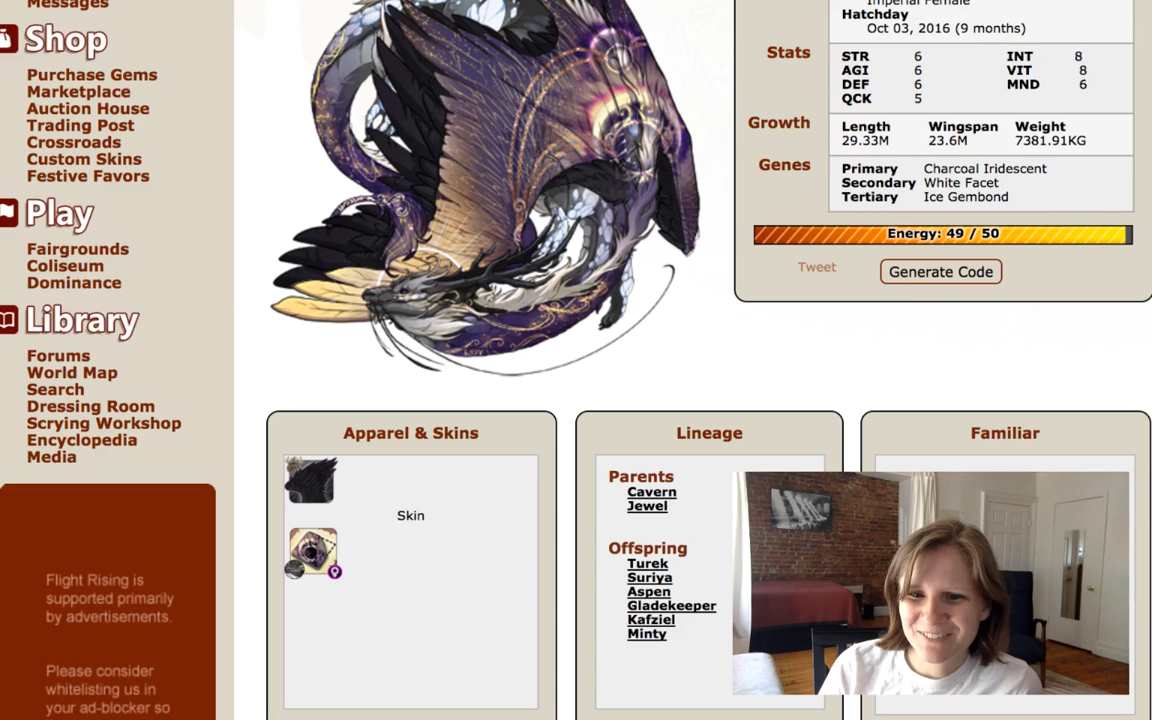 Messages
Shop
Purchase Gems
Marketplace
Auction House
Trading Post
Crossroads
Custom Skins
Festive Favors
Play
Fairgrounds
Coliseum
Dominance
Library
Forums
World Map
Search
Dressing Room
Scrying Workshop
Encyclopedia
Media
Flight Rising is
supported primarily
by advertisements.
Please consider
whitelisting us in
your ad-blocker so
Imperial Female
Hatchday
Oct 03, 2016 (9 months)
Stats
STR 6 INT 8
AGI 6 VIT 8
DEF 6 MND 6
QCK 5
Growth
Length Wingspan Weight
29.33M 23.6M 7381.91KG
Genes
Primary Charcoal Iridescent
Secondary White Facet
Tertiary Ice Gembond
Energy: 49 / 50
Tweet Generate Code
Apparel & Skins
Skin
Lineage
Parents
Cavern
Jewel
Offspring
Turek
Suriya
Aspen
Gladekeeper
Kafziel
Minty
Familiar